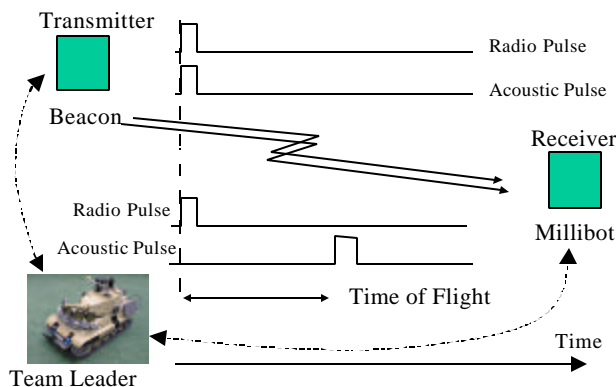 Transmitter
Radio Pulse
Acoustic Pulse
Beacon
Receiver
Radio Pulse
Millibot
Acoustic Pulse
Time of Flight
Time
Team Leader